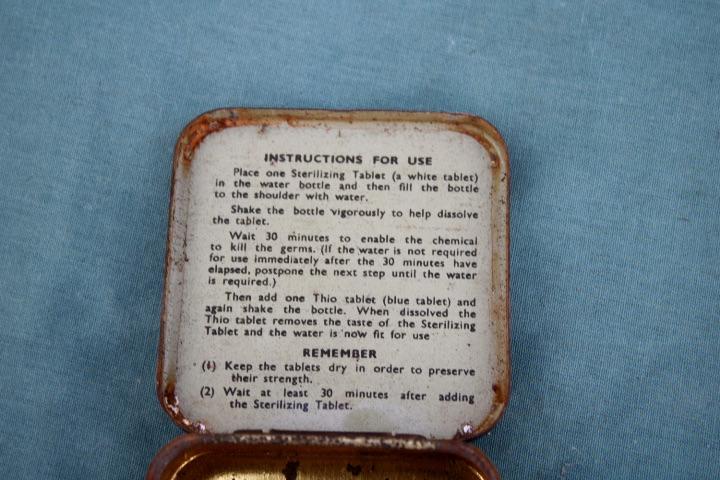 INSTRUCTIONS FOR USE
Place one Sterilizing Tablet (a white tablet)
in the water bottle and then fill the bottle
to the shoulder with water.
Shake the bottle vigorously to help dissolve
the tablet.
Wait 30 minutes to enable the chemical
to kill the germs. (If the water is not required
for use immediately after the 30 minutes have
elapsed, postpone the next step until the water
is required.)
Then add one Thio tablet (blue tablet) and
again shake the bottle. When dissolved the
Thio tablet removes the taste of the Sterilizing
Tablet and the water is now fit for use
REMEMBER
(1) Keep the tablets dry in order to preserve
their strength.
(2) Wait at least 30 minutes after adding
the Sterilizing Tablet.